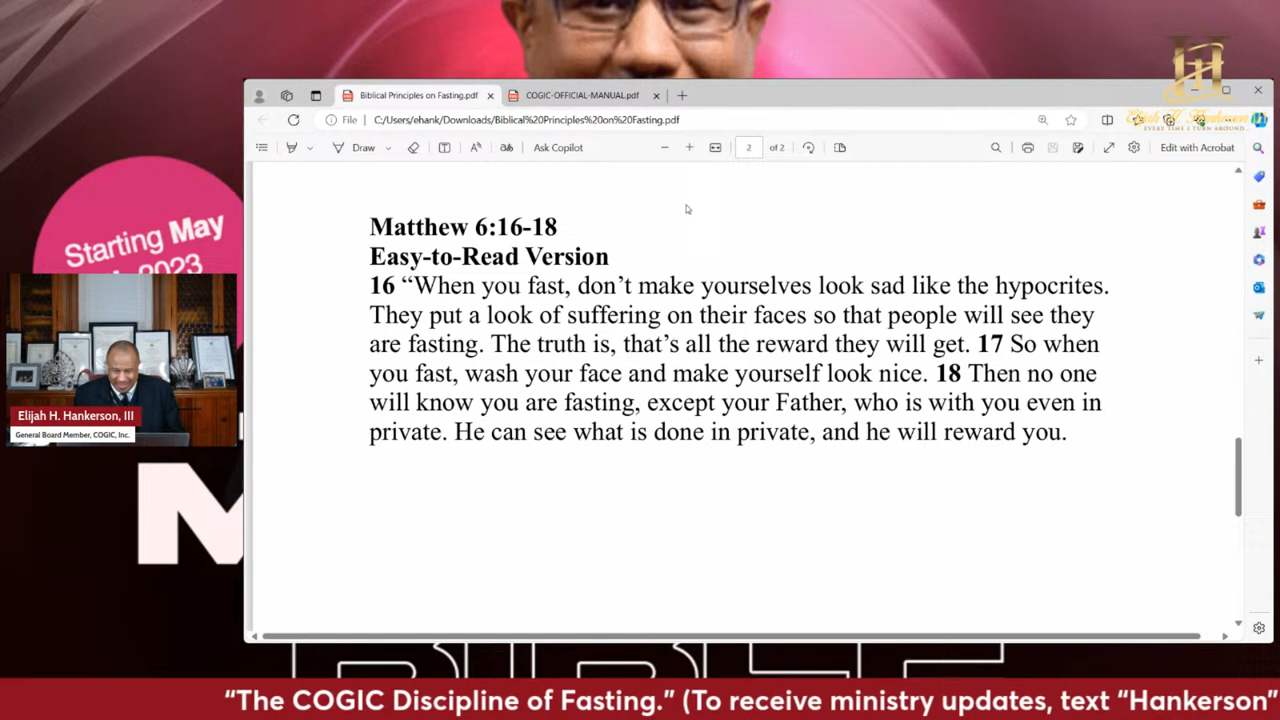 Biblical Principles on Fasting.pdf
COGIC-OFFICIAL-MANUAL.pdf
File
C:/Users/ehank/Downloads/Biblical%20Principles%20on%20Fasting.pdf
EVERY TIME I TURN AROUND...
Draw
Ask Copilot
2 of 2
Edit with Acrobat
Matthew 6:16-18
Easy-to-Read Version
16 “When you fast, don’t make yourselves look sad like the hypocrites.
They put a look of suffering on their faces so that people will see they
are fasting. The truth is, that’s all the reward they will get. 17 So when
you fast, wash your face and make yourself look nice. 18 Then no one
will know you are fasting, except your Father, who is with you even in
private. He can see what is done in private, and he will reward you.
Starting May
2023
Elijah H. Hankerson, III
General Board Member, COGIC, Inc.
“The COGIC Discipline of Fasting.” (To receive ministry updates, text “Hankerson”